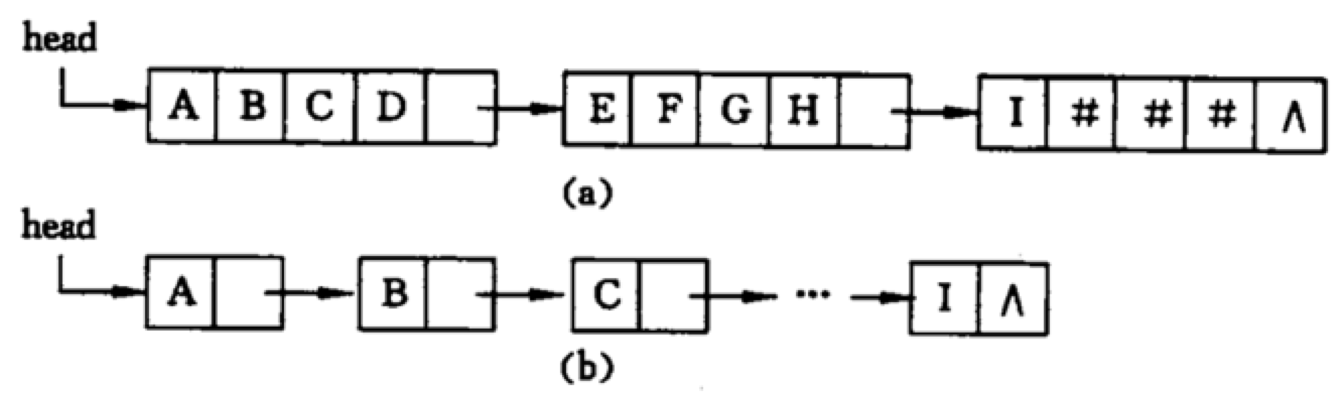 head
A B C D E F G H I # # # ∧
(a)
head
A B C ... I ∧
(b)